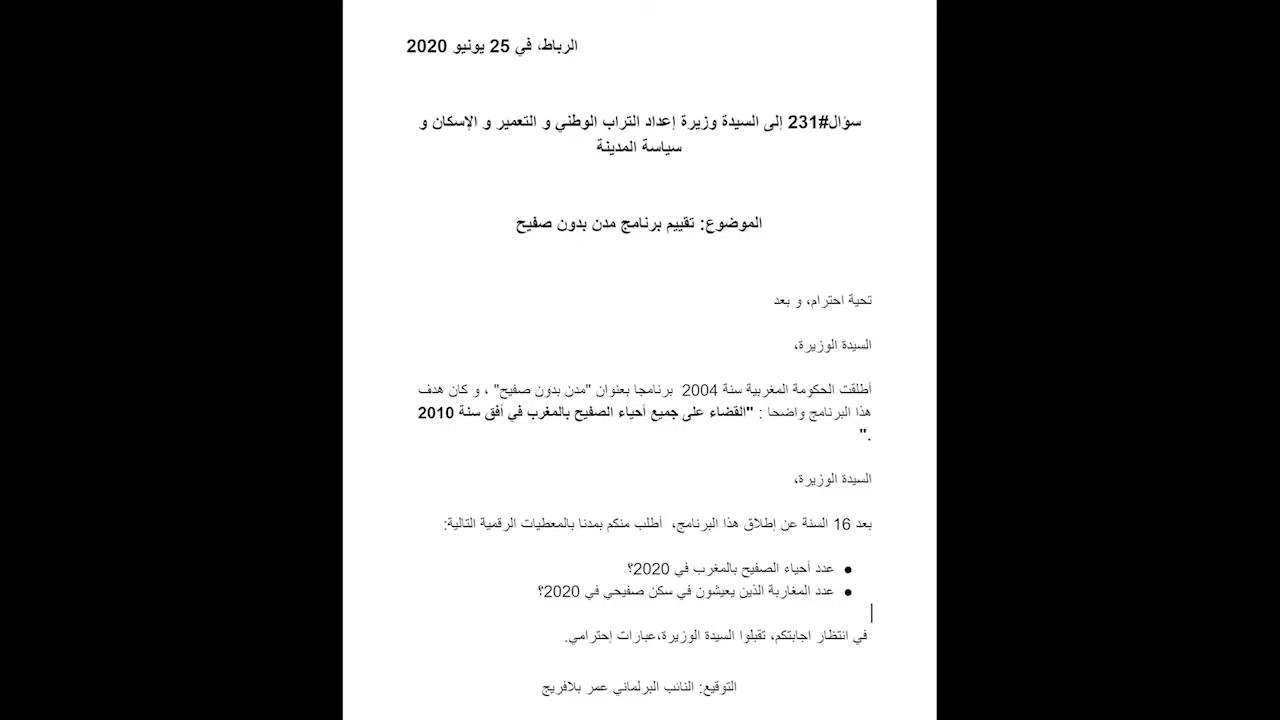 الرباط، في 25 يونيو 2020
سؤال#231 إلى السيدة وزيرة إعداد التراب الوطني و التعمير و الإسكان و
سياسة المدينة
الموضوع: تقييم برنامج مدن بدون صفيح
تحية احترام، و بعد
السيدة الوزيرة،
أطلقت الحكومة المغربية سنة 2004 برنامجا بعنوان "مدن بدون صفيح" ، و كان هدف
هذا البرنامج واضحا : "القضاء على جميع أحياء الصفيح بالمغرب في أفق سنة 2010
."
السيدة الوزيرة،
بعد 16 السنة عن إطلاق هذا البرنامج، أطلب منكم بمدنا بالمعطيات الرقمية التالية:
● عدد أحياء الصفيح بالمغرب في 2020؟
● عدد المغاربة الذين يعيشون في سكن صفيحي في 2020؟
في انتظار اجابتكم، تقبلوا السيدة الوزيرة،عبارات إحترامي.
التوقيع: النائب البرلماني عمر بلافريج